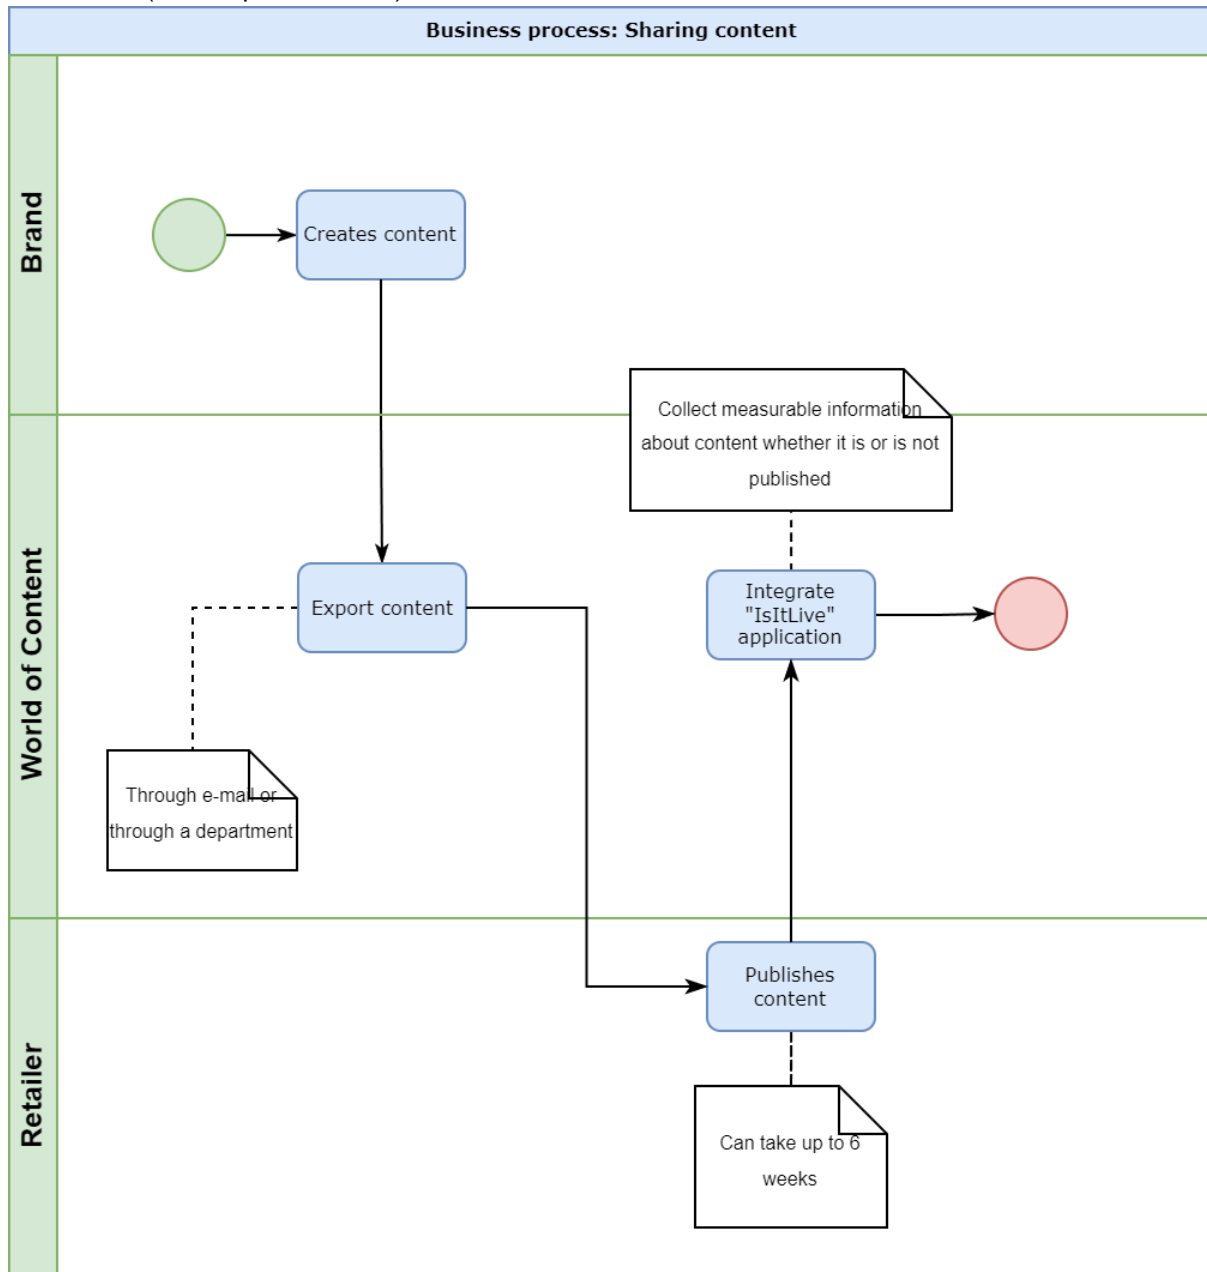 Business process: Sharing content
Brand
Creates content
Collect measurable information
about content whether it is or is not
published
World of Content
Export content
Integrate
"IsItLive"
application
Through e-mail or
through a department
Retailer
Publishes
content
Can take up to 6
weeks